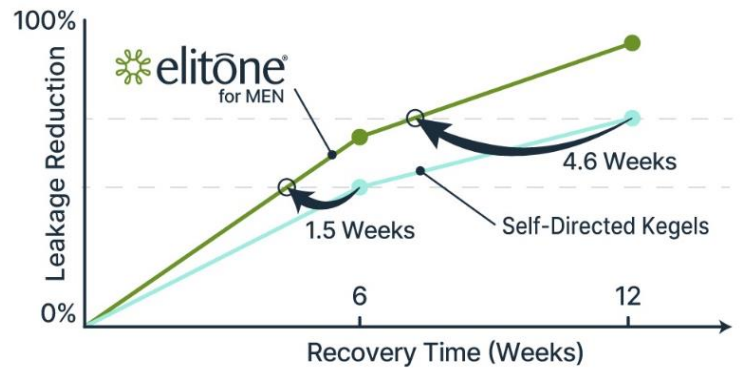 100%
Leakage Reduction
0%
elitone®
for MEN
4.6 Weeks
1.5 Weeks
Self-Directed Kegels
6
12
Recovery Time (Weeks)